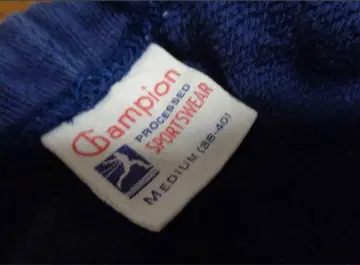 Champion
PROCESSED
SPORTSWEAR
MEDIUM (38-40)